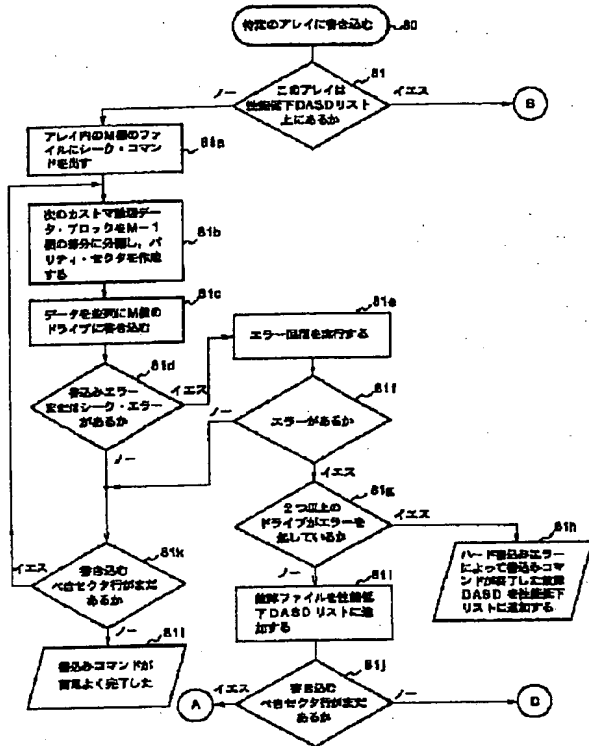 特定のアレイに書込む
80
81
このアレイは
性能低下DASDリスト
上にあるか
ノー
イエス
B
アレイ内のM個のファ
イルにシーク・コマン
ドを出す
81a
次のカストマ論理デー
タ・ブロックをM-1
個の部分に分離し、パ
リティ・セクタを作成
する
81b
データを並列にM個の
ドライブに書き込む
81c
書込みエラー
またはシーク・エラー
があるか
81d
イエス
ノー
エラー回復を実行する
81e
エラーがあるか
81f
ノー
イエス
2つ以上の
ドライブがエラーを
起しているか
81g
イエス
ノー
ハード書込みエラー
によって書込みコマ
ンドが終了した故障
DASDを性能低下
リストに追加する
81h
故障ファイルを性能低
下DASDリストに追
加する
81i
書き込む
べきセクタ行がまだ
あるか
81k
イエス
ノー
書込みコマンドが
首尾よく完了した
81l
書き込む
べきセクタ行がまだ
あるか
81j
イエス
A
ノー
D